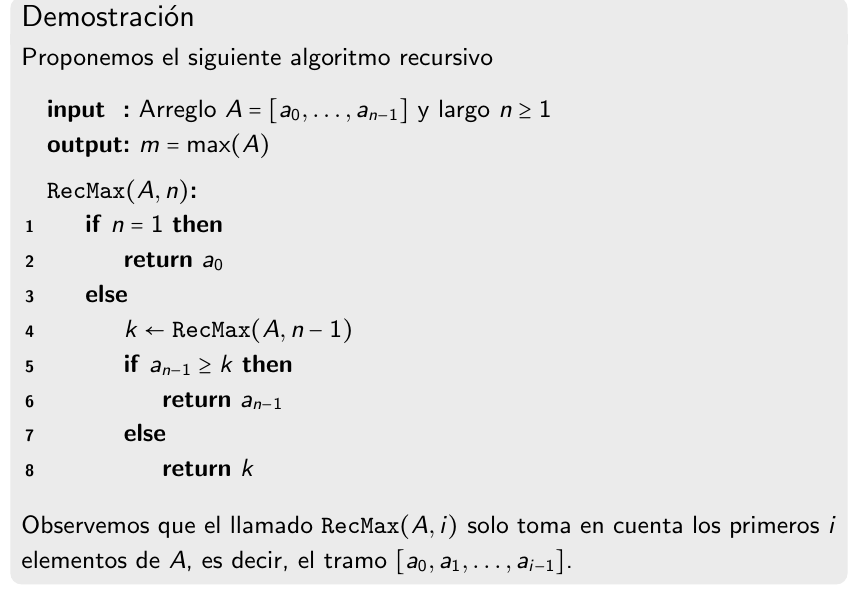 Demostración
Proponemos el siguiente algoritmo recursivo
input : Arreglo A = [a₀, . . . , aₙ₋₁] y largo n ≥ 1
output: m = max(A)
RecMax(A, n):
1 if n = 1 then
2 return a₀
3 else
4 k ← RecMax(A, n − 1)
5 if aₙ₋₁ ≥ k then
6 return aₙ₋₁
7 else
8 return k
Observemos que el llamado RecMax(A, i) solo toma en cuenta los primeros i
elementos de A, es decir, el tramo [a₀, a₁, . . . , aᵢ₋₁].